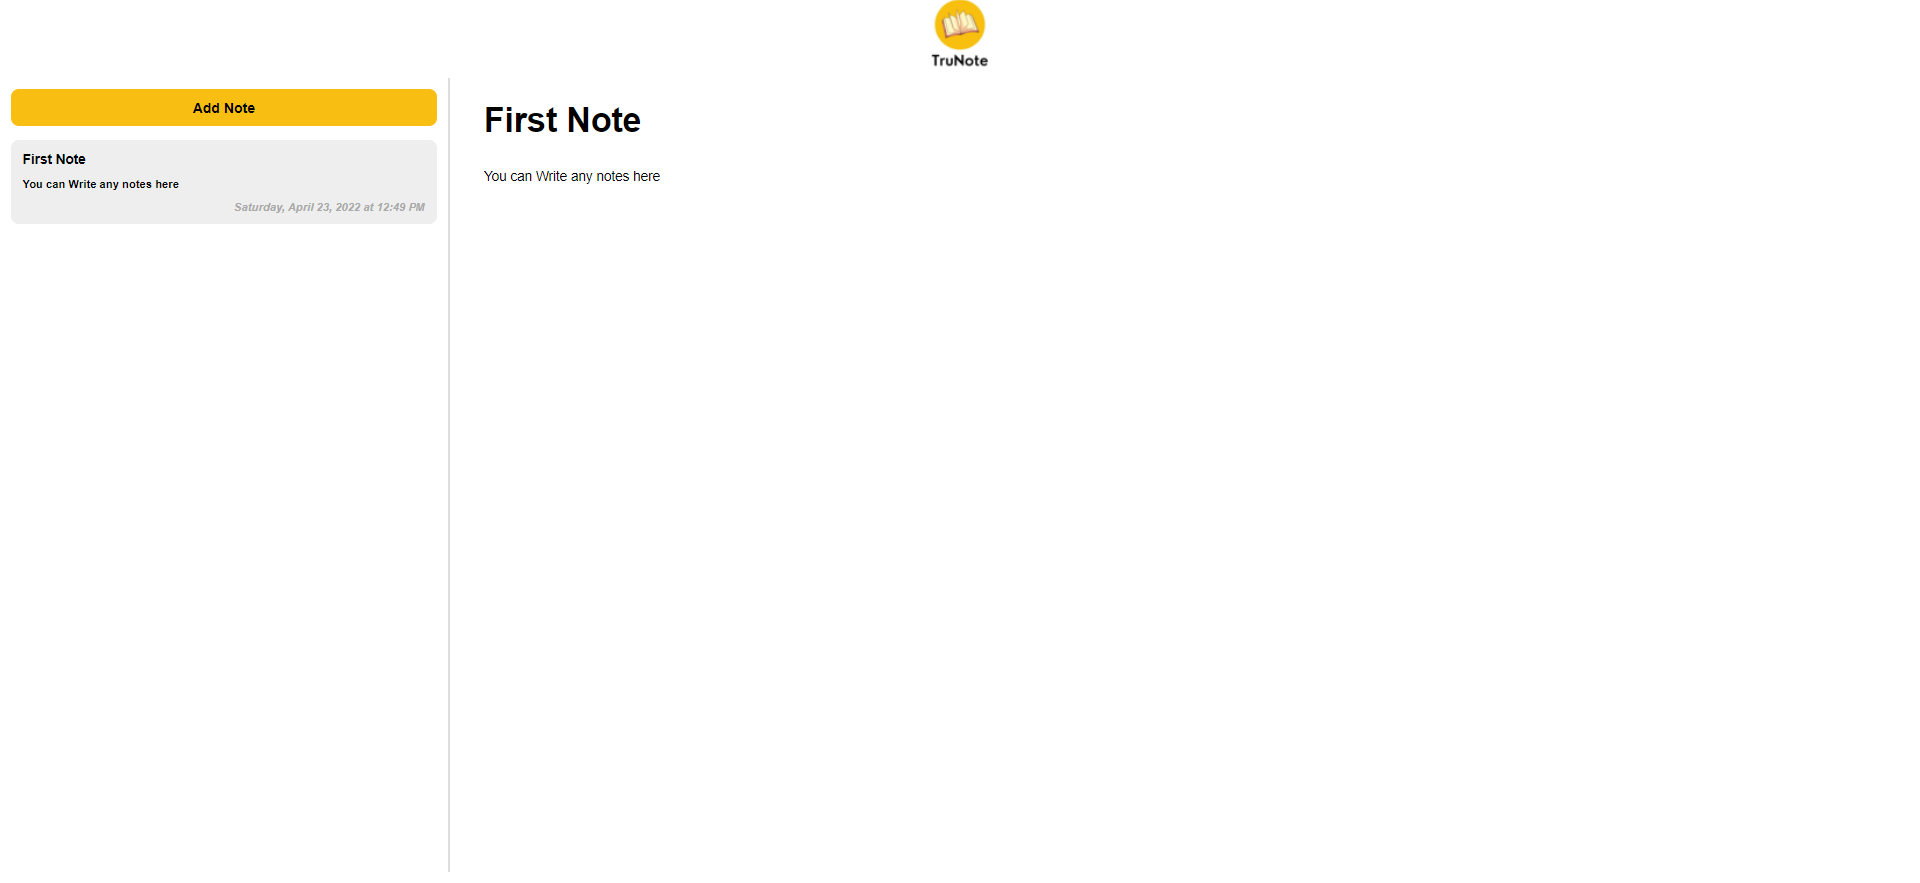 TruNote
Add Note
First Note
You can Write any notes here
Saturday, April 23, 2022 at 12:49 PM
First Note
You can Write any notes here